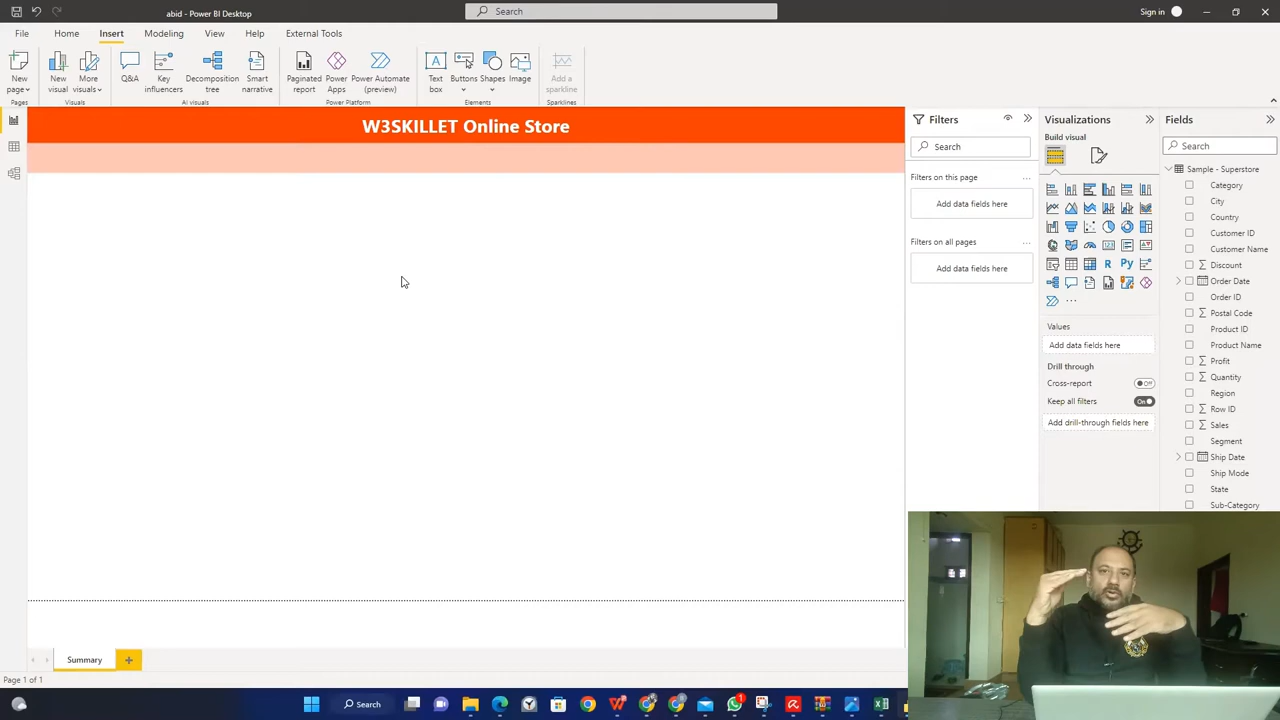 abid - Power BI Desktop
Search
Sign in
File
Home
Insert
Modeling
View
Help
External Tools
New page
New visual
More visuals
Q&A
Key influencers
Decomposition tree
Smart narrative
Paginated report
Power Apps
Power Automate (preview)
Text box
Buttons
Shapes
Image
Add a sparkline
Pages
Visuals
AI visuals
Power Platform
Elements
Sparklines
W3SKILLET Online Store
Filters
Search
Filters on this page
Add data fields here
Filters on all pages
Add data fields here
Visualizations
Build visual
R
Py
Values
Add data fields here
Drill through
Cross-report
Off
Keep all filters
On
Add drill-through fields here
Fields
Search
Sample - Superstore
Category
City
Country
Customer ID
Customer Name
Discount
Order Date
Order ID
Postal Code
Product ID
Product Name
Profit
Quantity
Region
Row ID
Sales
Segment
Ship Date
Ship Mode
State
Sub-Category
Summary
Page 1 of 1
Search
1